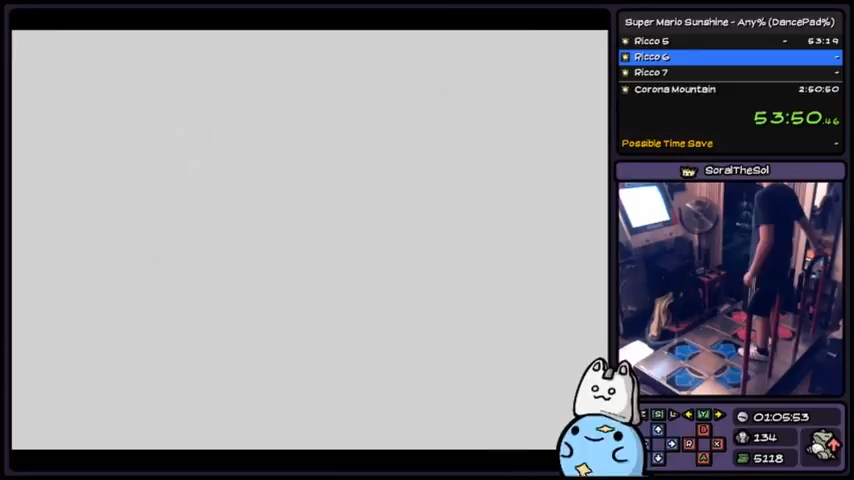 Super Mario Sunshine - Any% (DancePad%)
Ricco 5 - 53:19
Ricco 6 -
Ricco 7 -
Corona Mountain 2:50:50
53:50.46
Possible Time Save -
SoralTheSol
01:05:53
134
5118